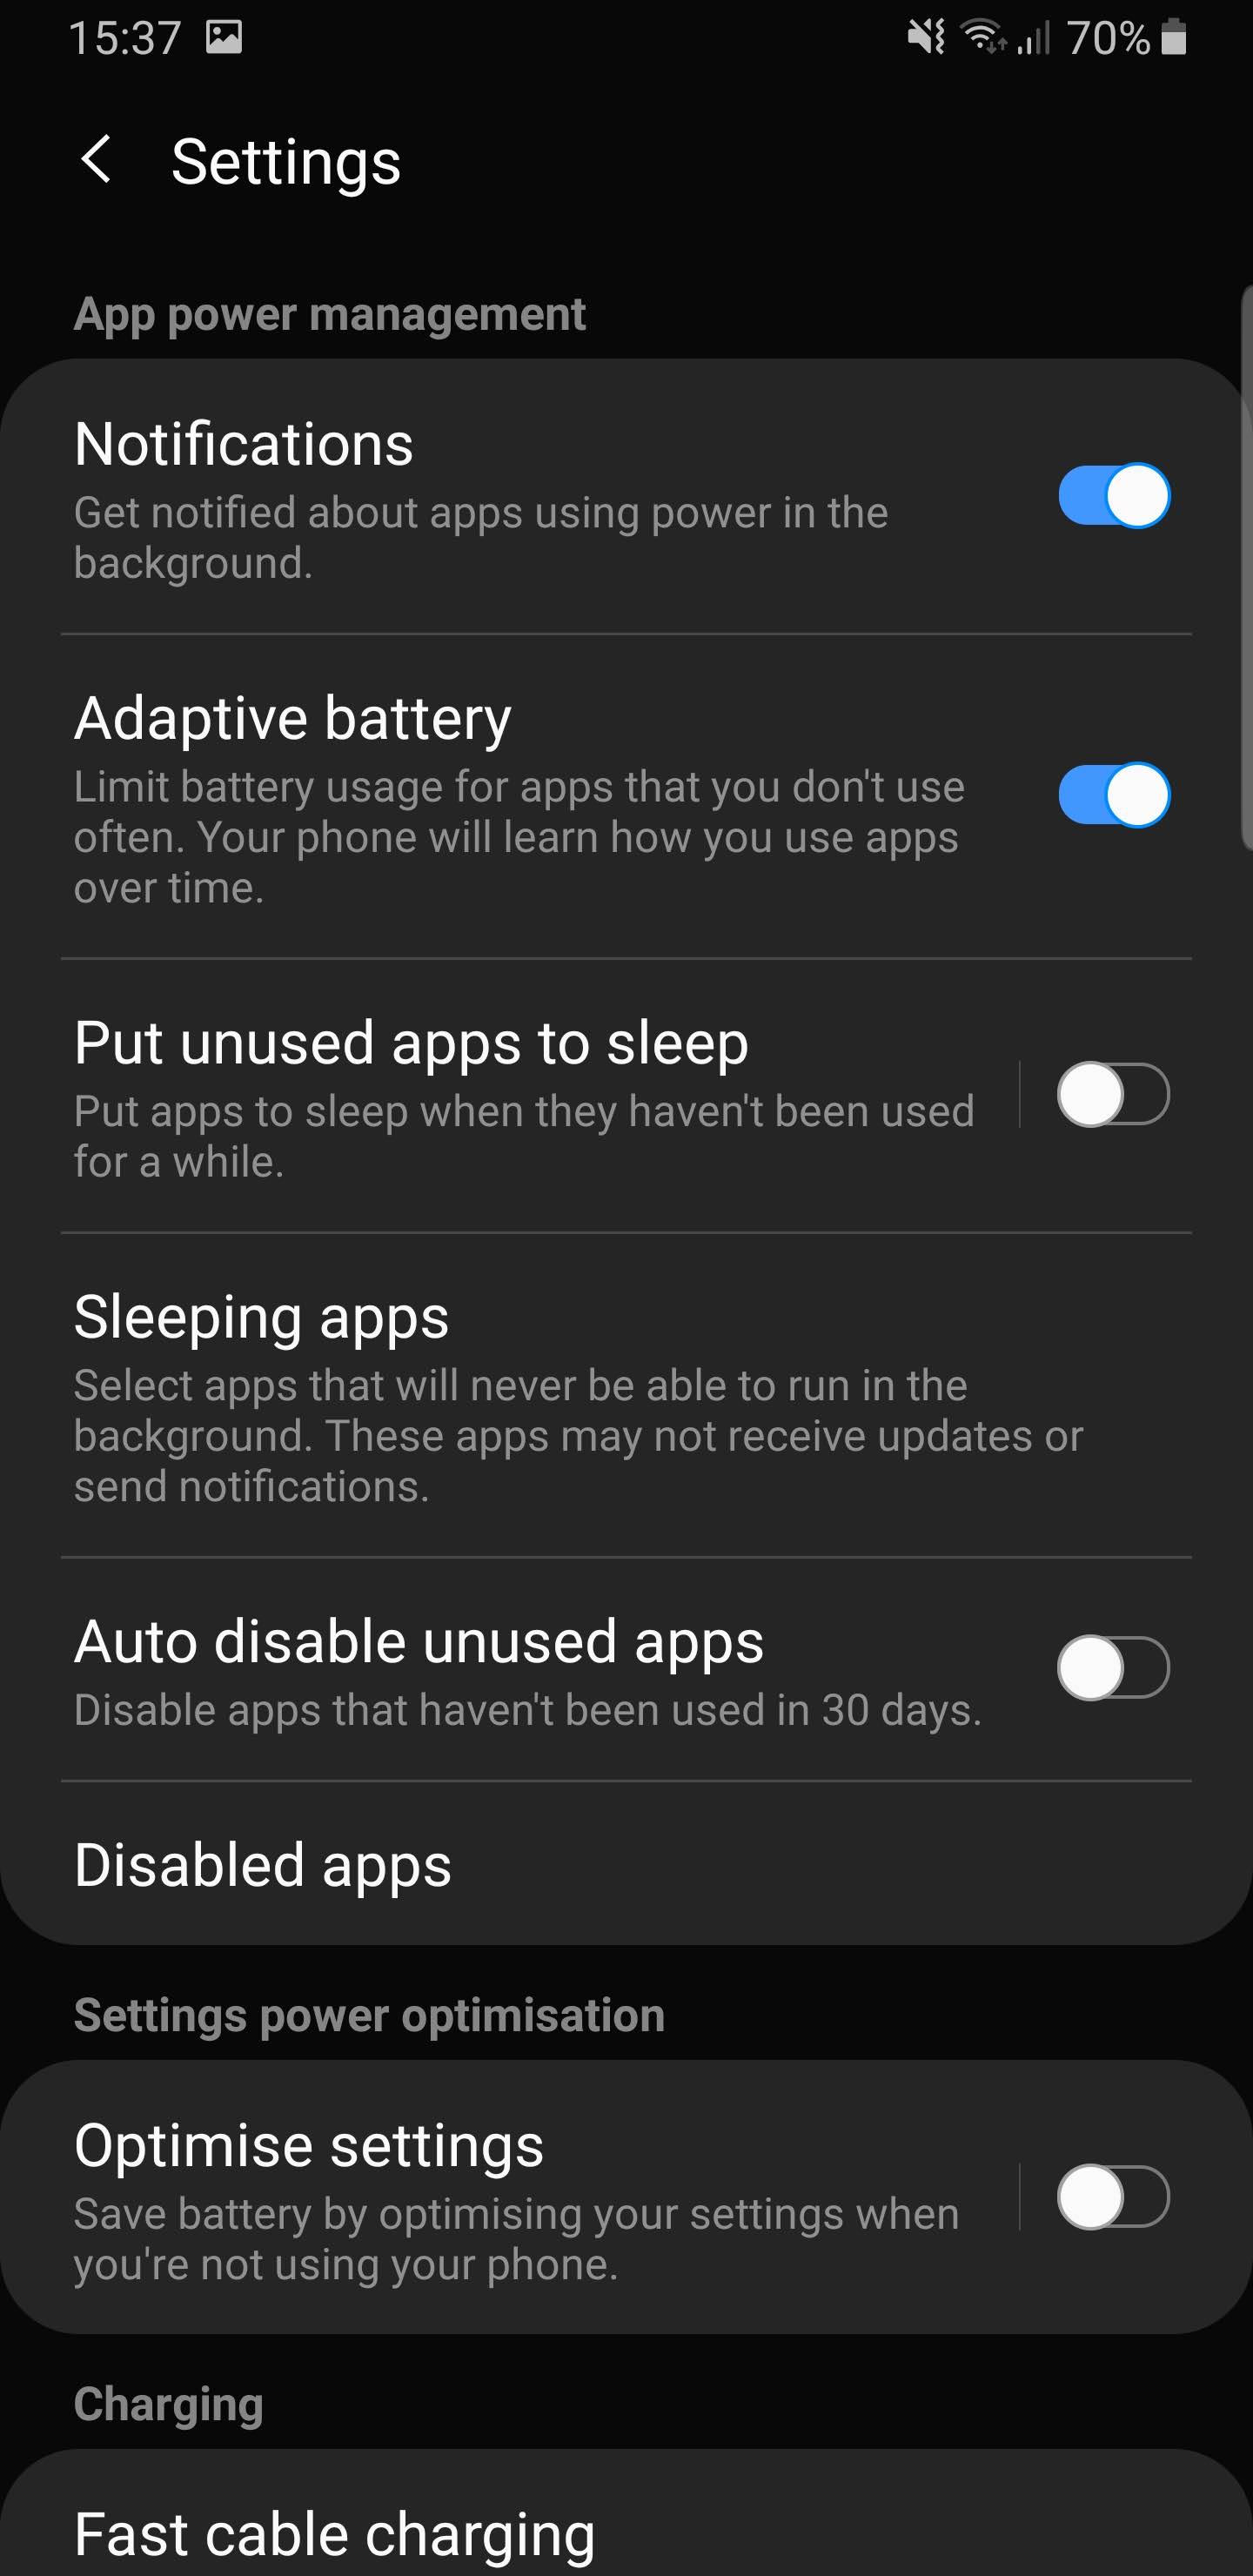 15:37 70%
Settings
App power management
Notifications
Get notified about apps using power in the
background.
Adaptive battery
Limit battery usage for apps that you don't use
often. Your phone will learn how you use apps
over time.
Put unused apps to sleep
Put apps to sleep when they haven't been used
for a while.
Sleeping apps
Select apps that will never be able to run in the
background. These apps may not receive updates or
send notifications.
Auto disable unused apps
Disable apps that haven't been used in 30 days.
Disabled apps
Settings power optimisation
Optimise settings
Save battery by optimising your settings when
you're not using your phone.
Charging
Fast cable charging